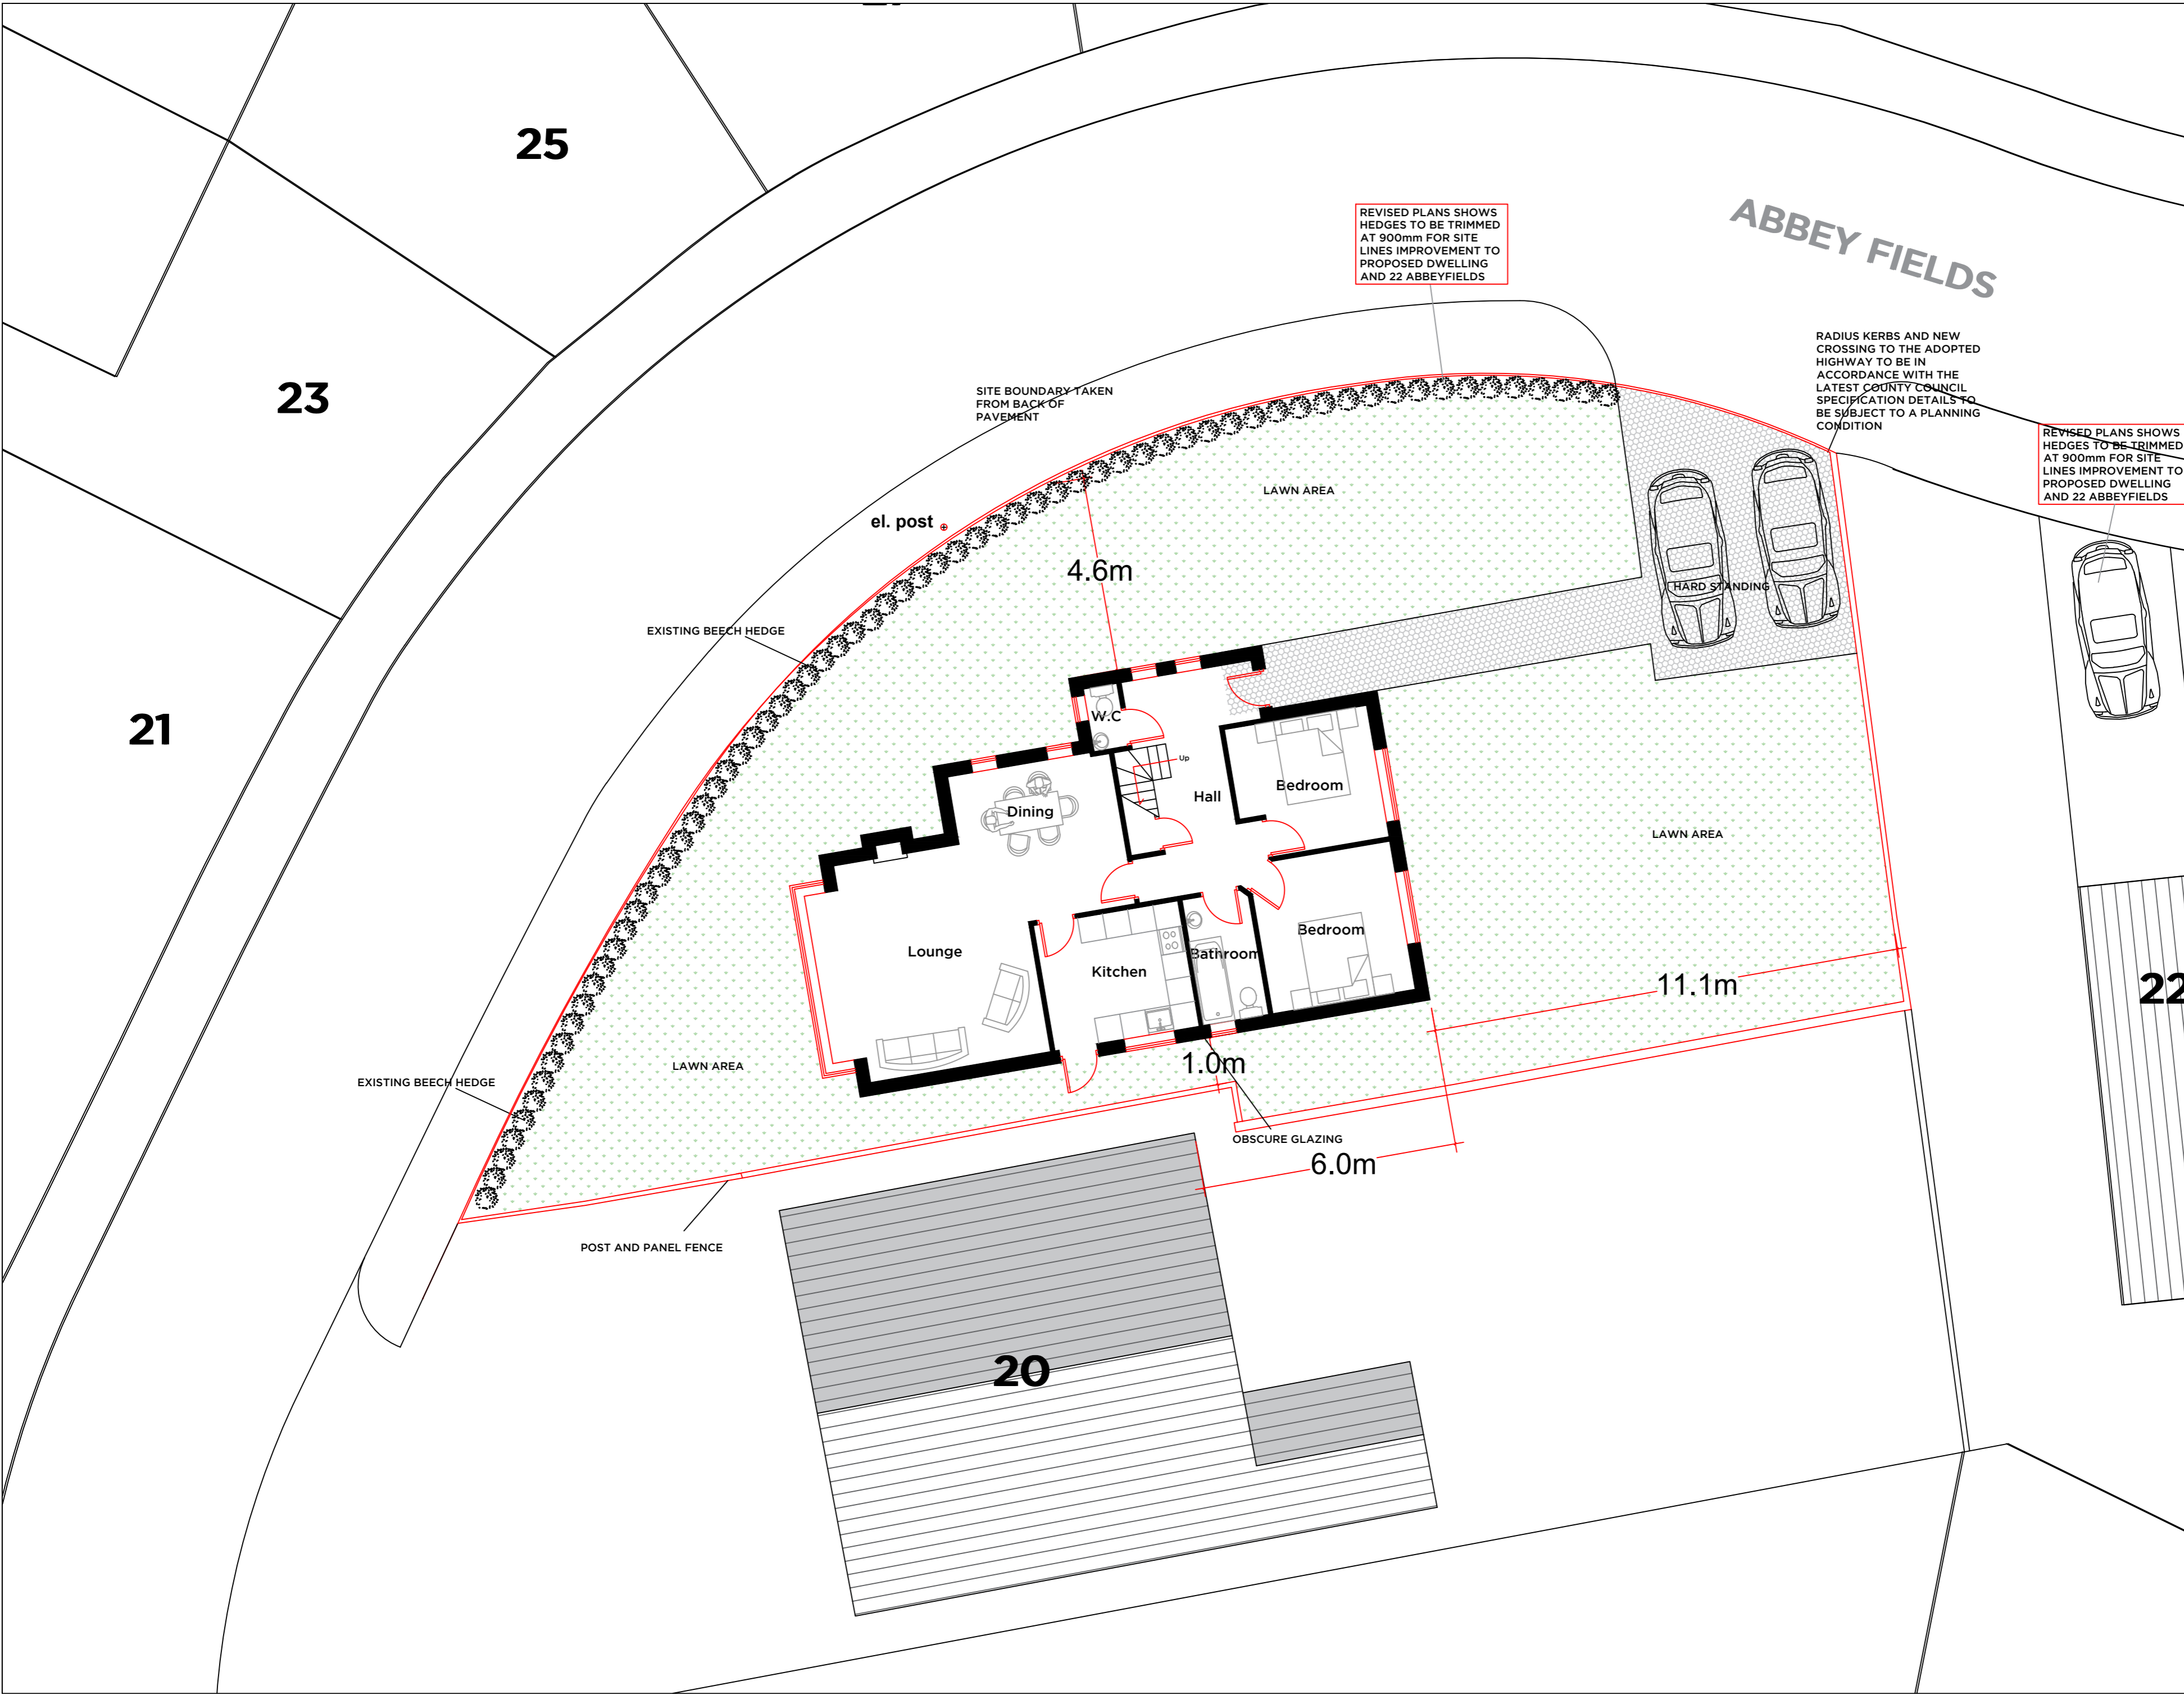 25
REVISED PLANS SHOWS
HEDGES TO BE TRIMMED
AT 900mm FOR SITE
LINES IMPROVEMENT TO
PROPOSED DWELLING
AND 22 ABBEYFIELDS
ABBEY FIELDS
RADIUS KERBS AND NEW
CROSSING TO THE ADOPTED
HIGHWAY TO BE IN
ACCORDANCE WITH THE
LATEST COUNTY COUNCIL
SPECIFICATION DETAILS TO
BE SUBJECT TO A PLANNING
CONDITION
23
SITE BOUNDARY TAKEN
FROM BACK OF
PAVEMENT
REVISED PLANS SHOWS
HEDGES TO BE TRIMMED
AT 900mm FOR SITE
LINES IMPROVEMENT TO
PROPOSED DWELLING
AND 22 ABBEYFIELDS
LAWN AREA
el. post
4.6m
HARD STANDING
EXISTING BEECH HEDGE
21
W.C
Up
Bedroom
Hall
Dining
LAWN AREA
Bedroom
Lounge
Bathroom
Kitchen
11.1m
22
1.0m
LAWN AREA
EXISTING BEECH HEDGE
OBSCURE GLAZING
6.0m
POST AND PANEL FENCE
20